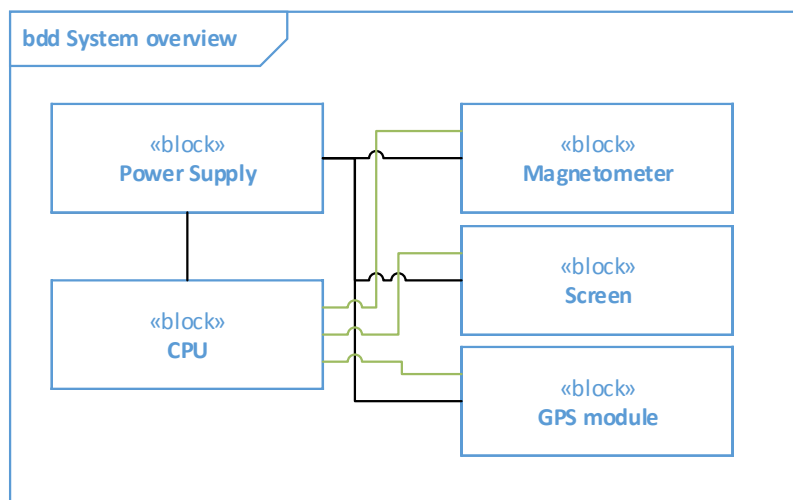 bdd System overview
«block»
Power Supply
«block»
Magnetometer
«block»
Screen
«block»
CPU
«block»
GPS module